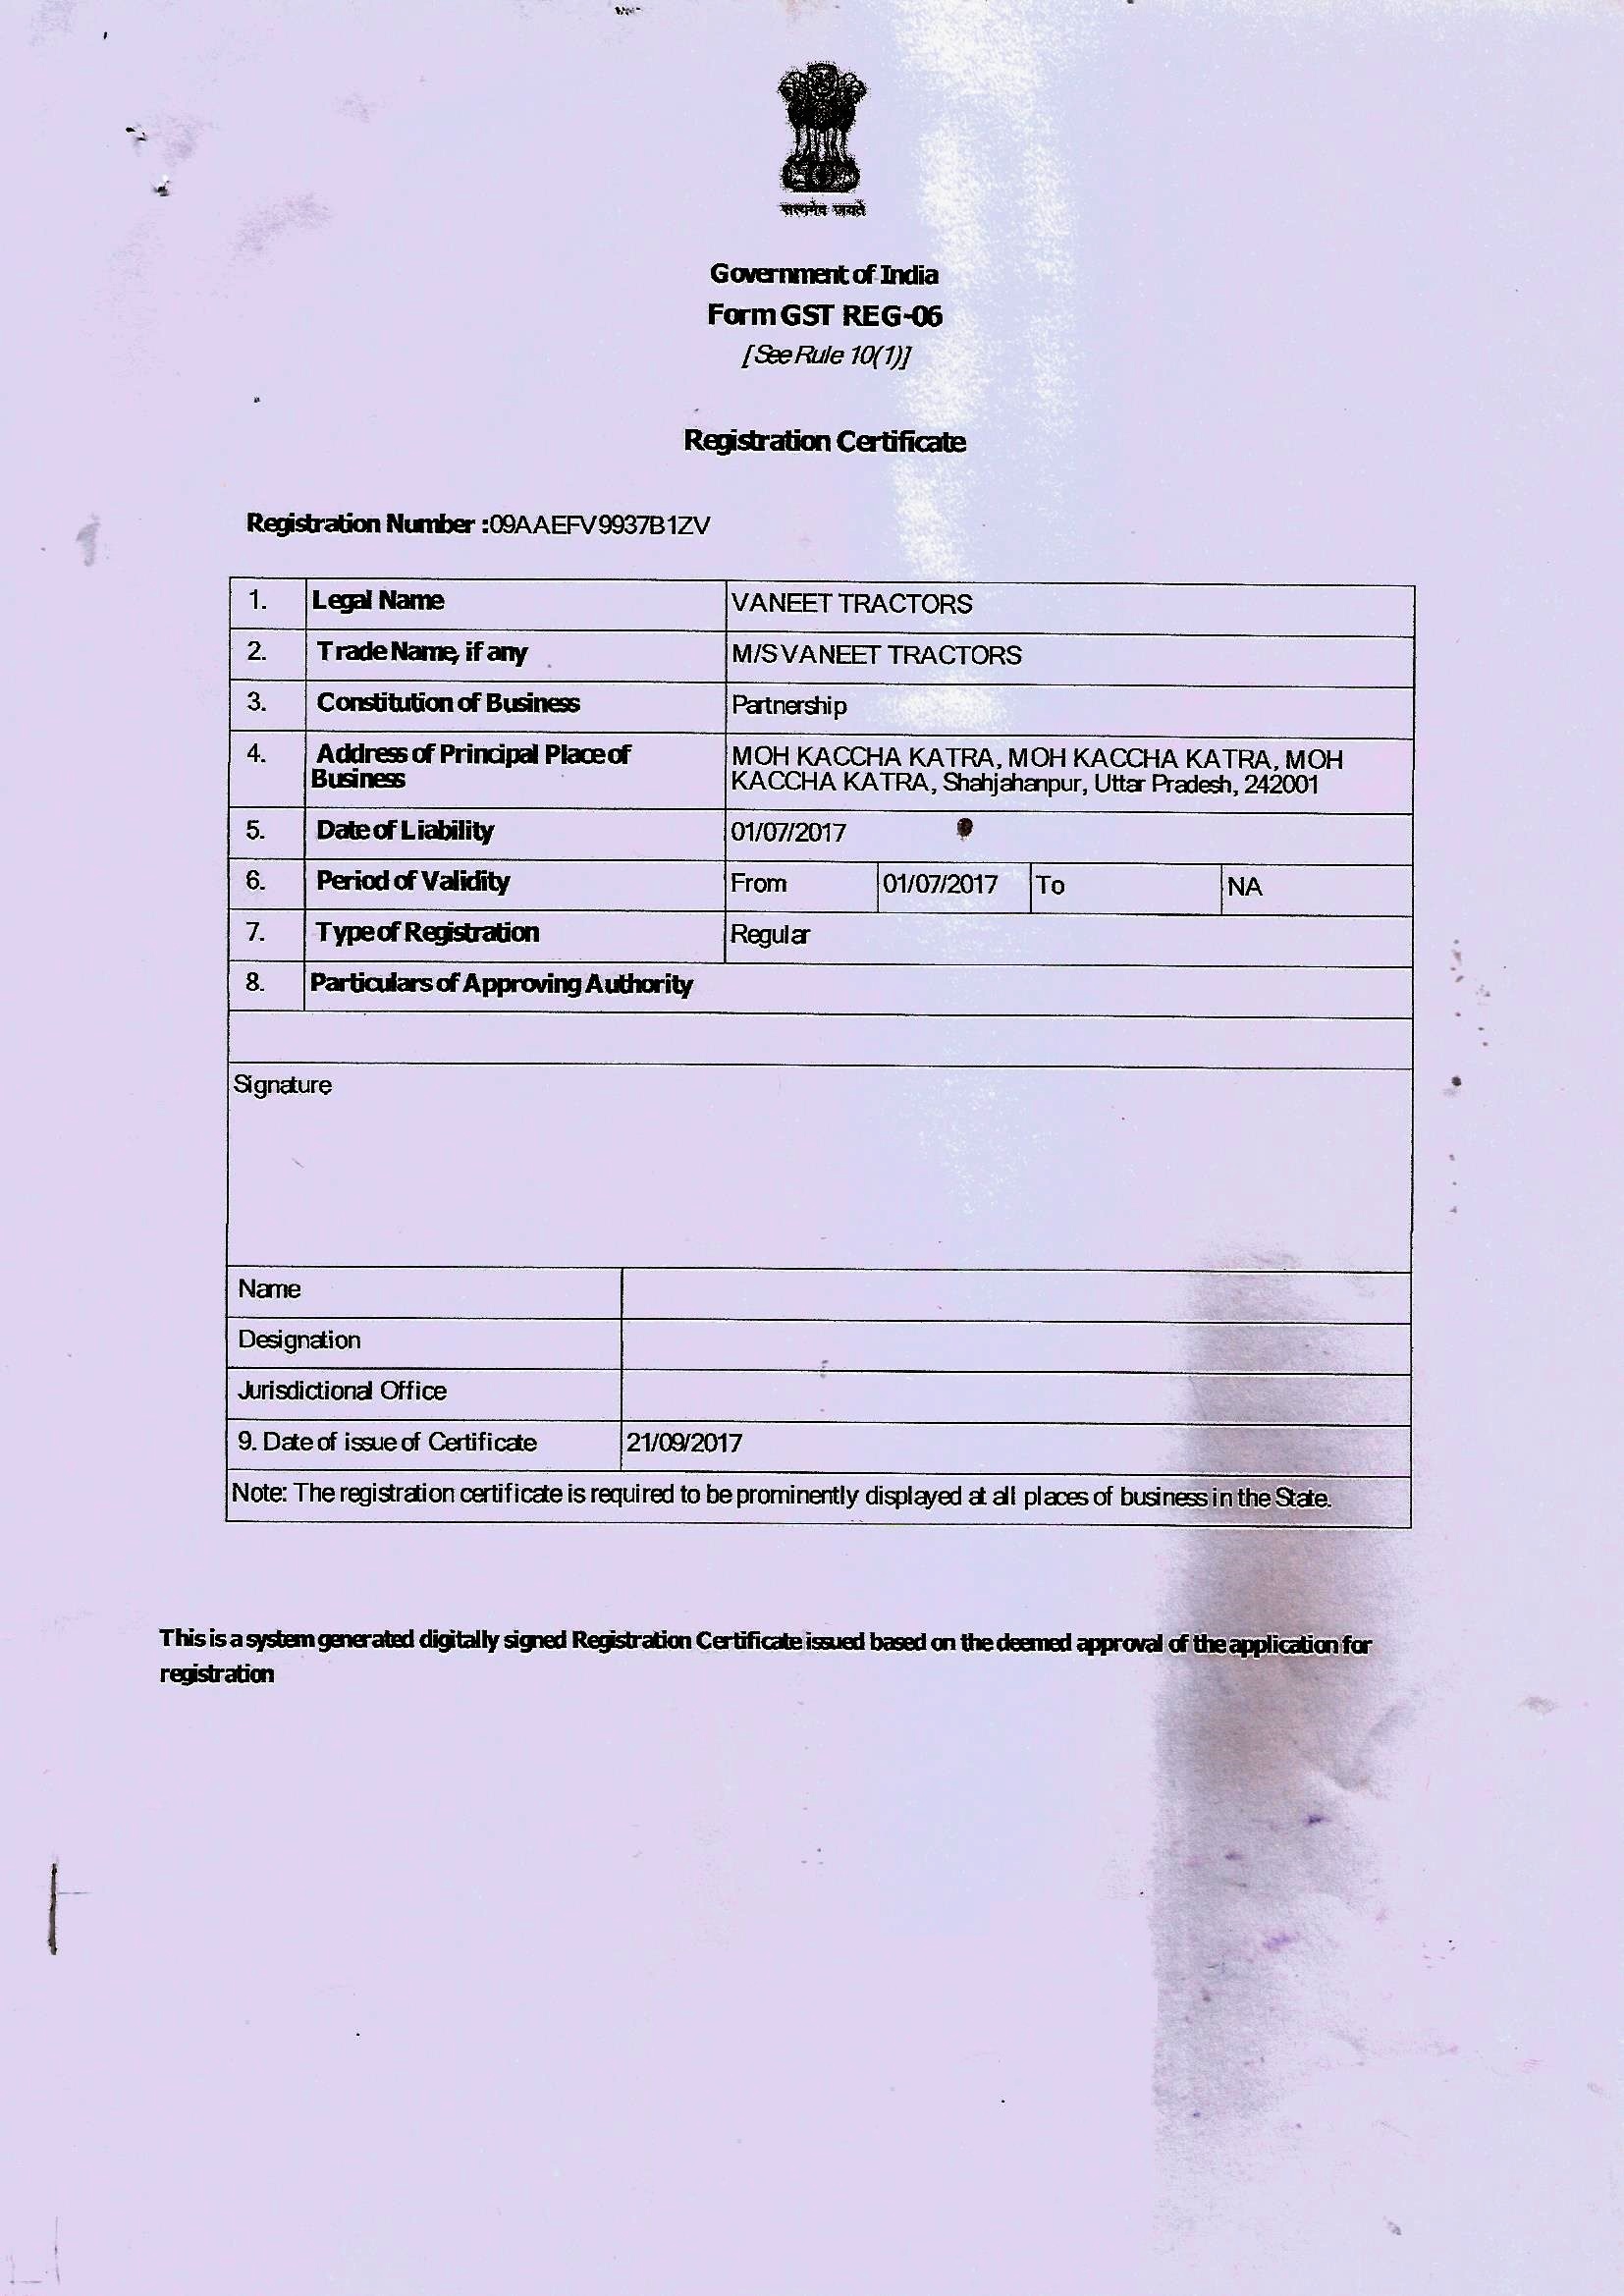 सत्यमेव जयते
Government of India
Form GST REG-06
[See Rule 10(1)]
Registration Certificate
Registration Number :09AAEFV9937B1ZV
1. Legal Name VANEET TRACTORS
2. Trade Name, if any M/S VANEET TRACTORS
3. Constitution of Business Partnership
4. Address of Principal Place of Business MOH KACCHA KATRA, MOH KACCHA KATRA, MOH
KACCHA KATRA, Shahjahanpur, Uttar Pradesh, 242001
5. Date of Liability 01/07/2017
6. Period of Validity From 01/07/2017 To NA
7. Type of Registration Regular
8. Particulars of Approving Authority
Signature
Name
Designation
Jurisdictional Office
9. Date of issue of Certificate 21/09/2017
Note: The registration certificate is required to be prominently displayed at all places of business in the State.
This is a system generated digitally signed Registration Certificate issued based on the deemed approval of the application for
registration